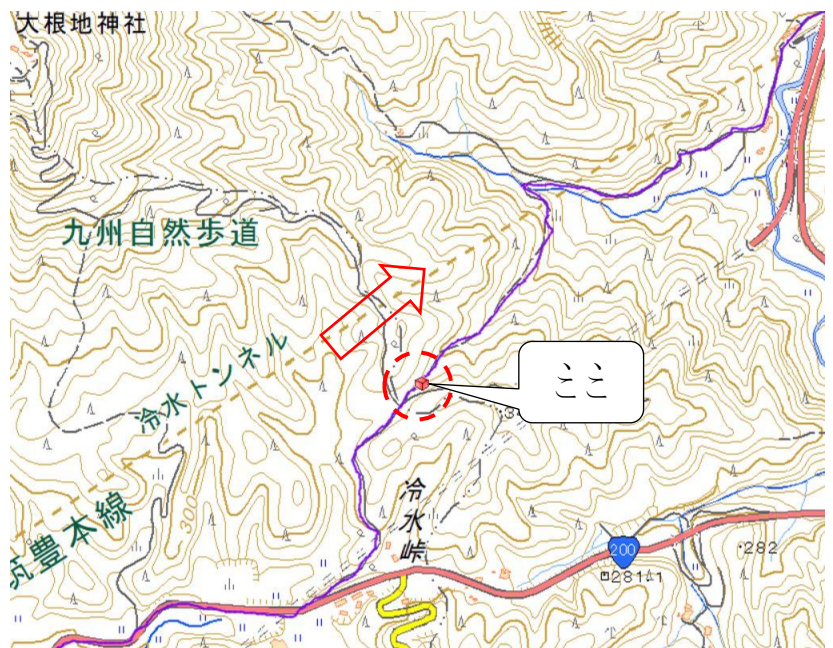 大根地神社
九州自然歩道
冷水トンネル
ここ
300
冷水峠
筑豊本線
200
282
281.1